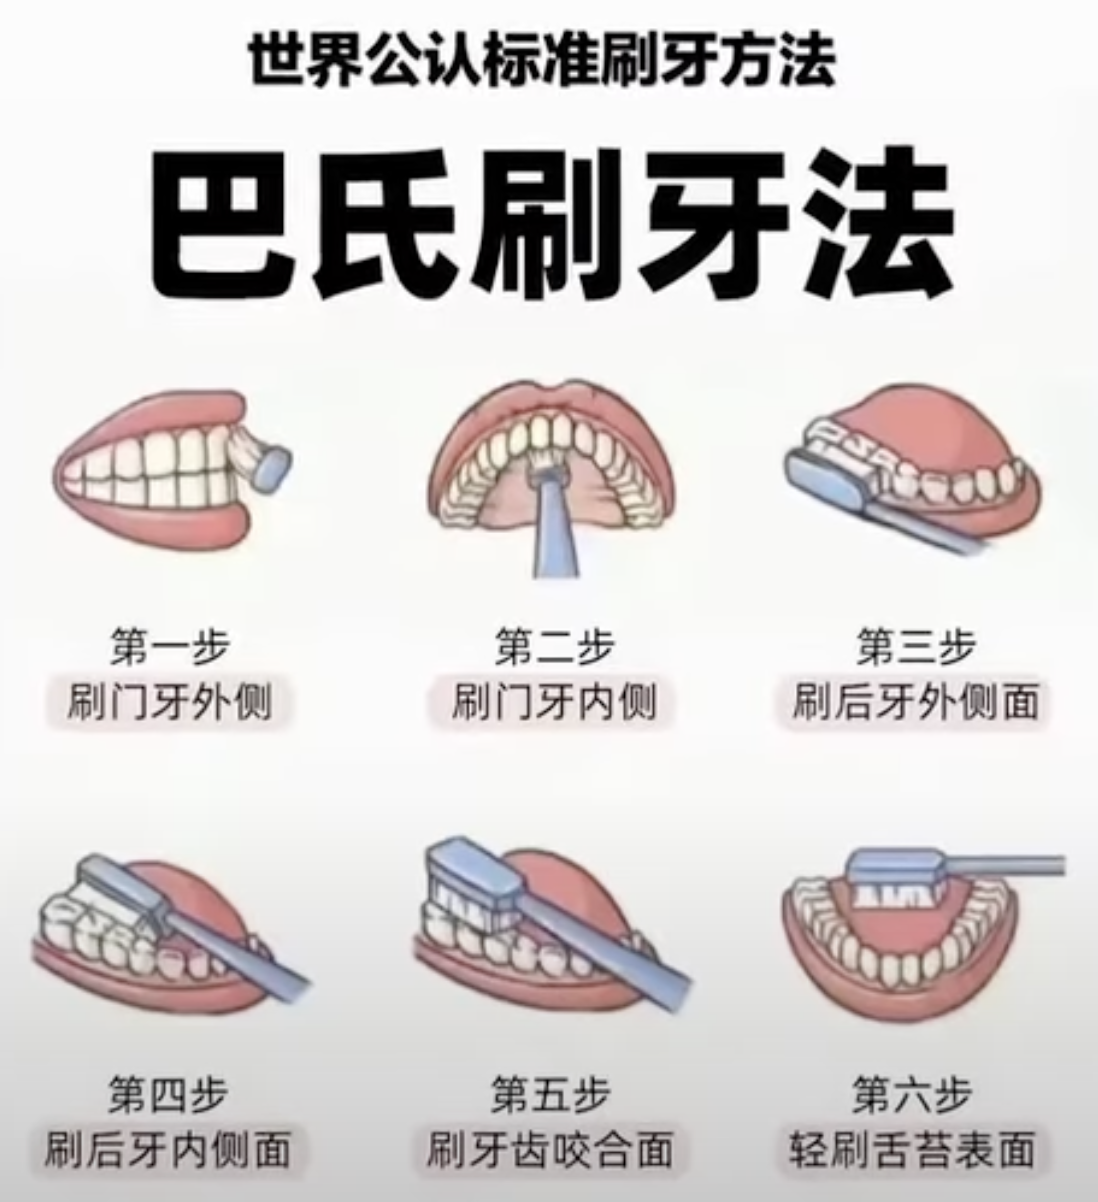 世界公认标准刷牙方法
巴氏刷牙法
第一步
刷门牙外侧
第二步
刷门牙内侧
第三步
刷后牙外侧面
第四步
刷后牙内侧面
第五步
刷牙齿咬合面
第六步
轻刷舌苔表面